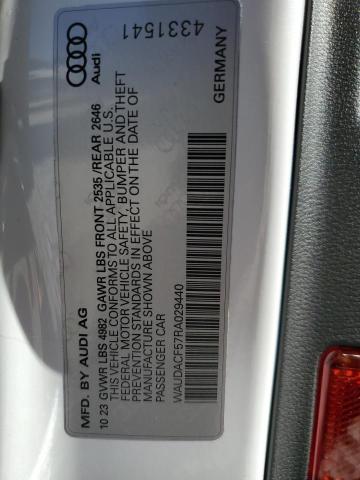 MFD. BY AUDI AG
10 23 GVWR LBS 4982 GAWR LBS FRONT 2535 /REAR 2646
THIS VEHICLE CONFORMS TO ALL APPLICABLE U.S.
FEDERAL MOTOR VEHICLE SAFETY, BUMPER AND THEFT
PREVENTION STANDARDS IN EFFECT ON THE DATE OF
MANUFACTURE SHOWN ABOVE
PASSENGER CAR
WAUDACF57RA029440
Audi
4331541
GERMANY